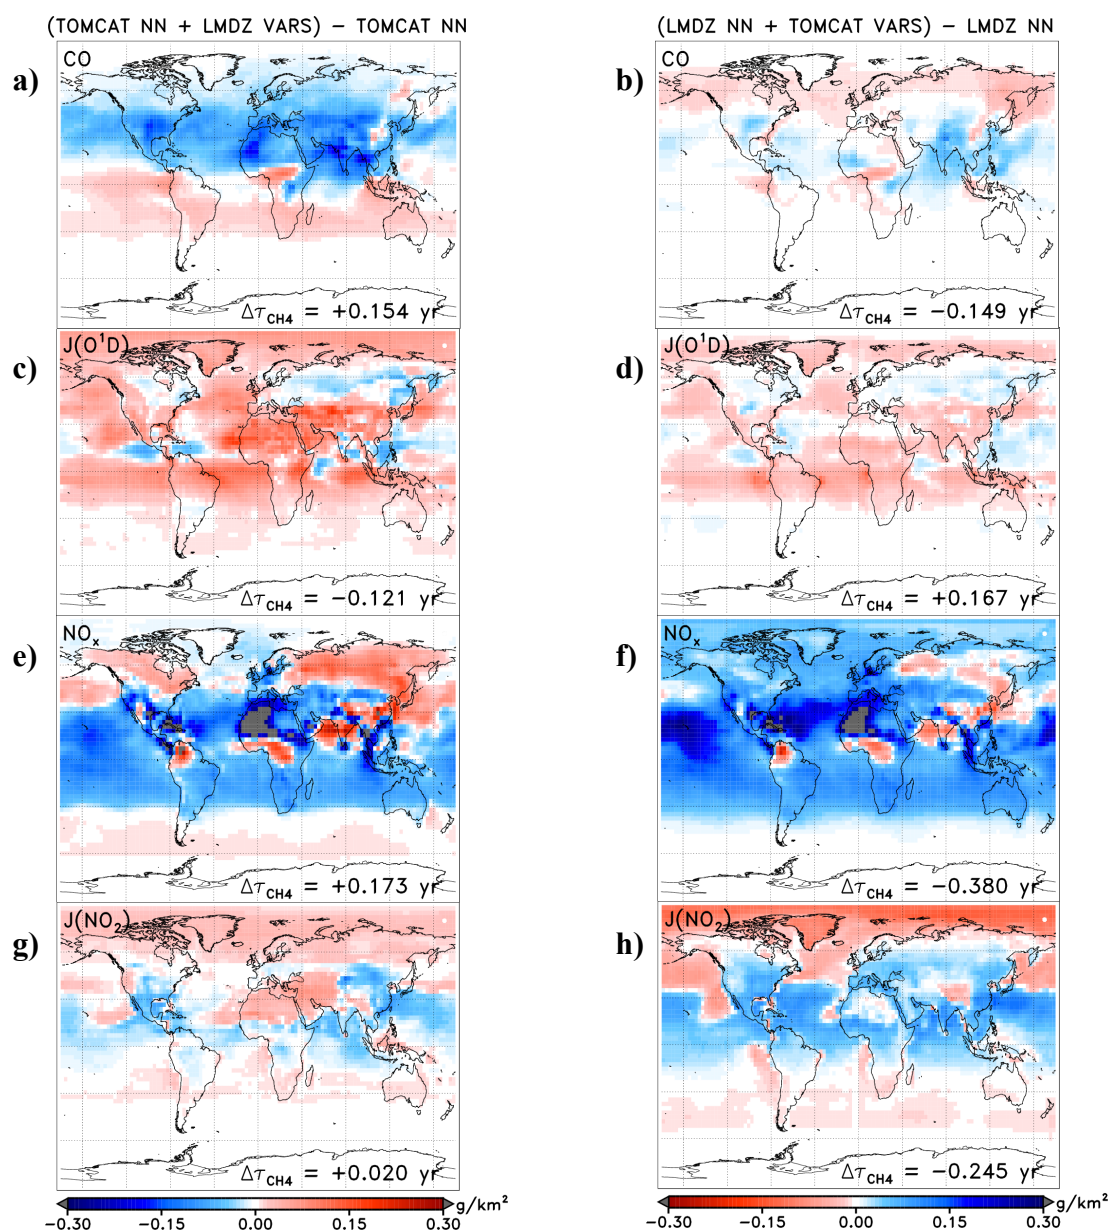 (TOMCAT NN + LMDZ VARS) − TOMCAT NN
(LMDZ NN + TOMCAT VARS) − LMDZ NN
a)
CO
Δτ_CH4 = +0.154 yr
b)
CO
Δτ_CH4 = −0.149 yr
c)
J(O¹D)
Δτ_CH4 = −0.121 yr
d)
J(O¹D)
Δτ_CH4 = +0.167 yr
e)
NOₓ
Δτ_CH4 = +0.173 yr
f)
NOₓ
Δτ_CH4 = −0.380 yr
g)
J(NO₂)
Δτ_CH4 = +0.020 yr
h)
J(NO₂)
Δτ_CH4 = −0.245 yr
−0.30 −0.15 0.00 0.15 0.30 g/km²
−0.30 −0.15 0.00 0.15 0.30 g/km²